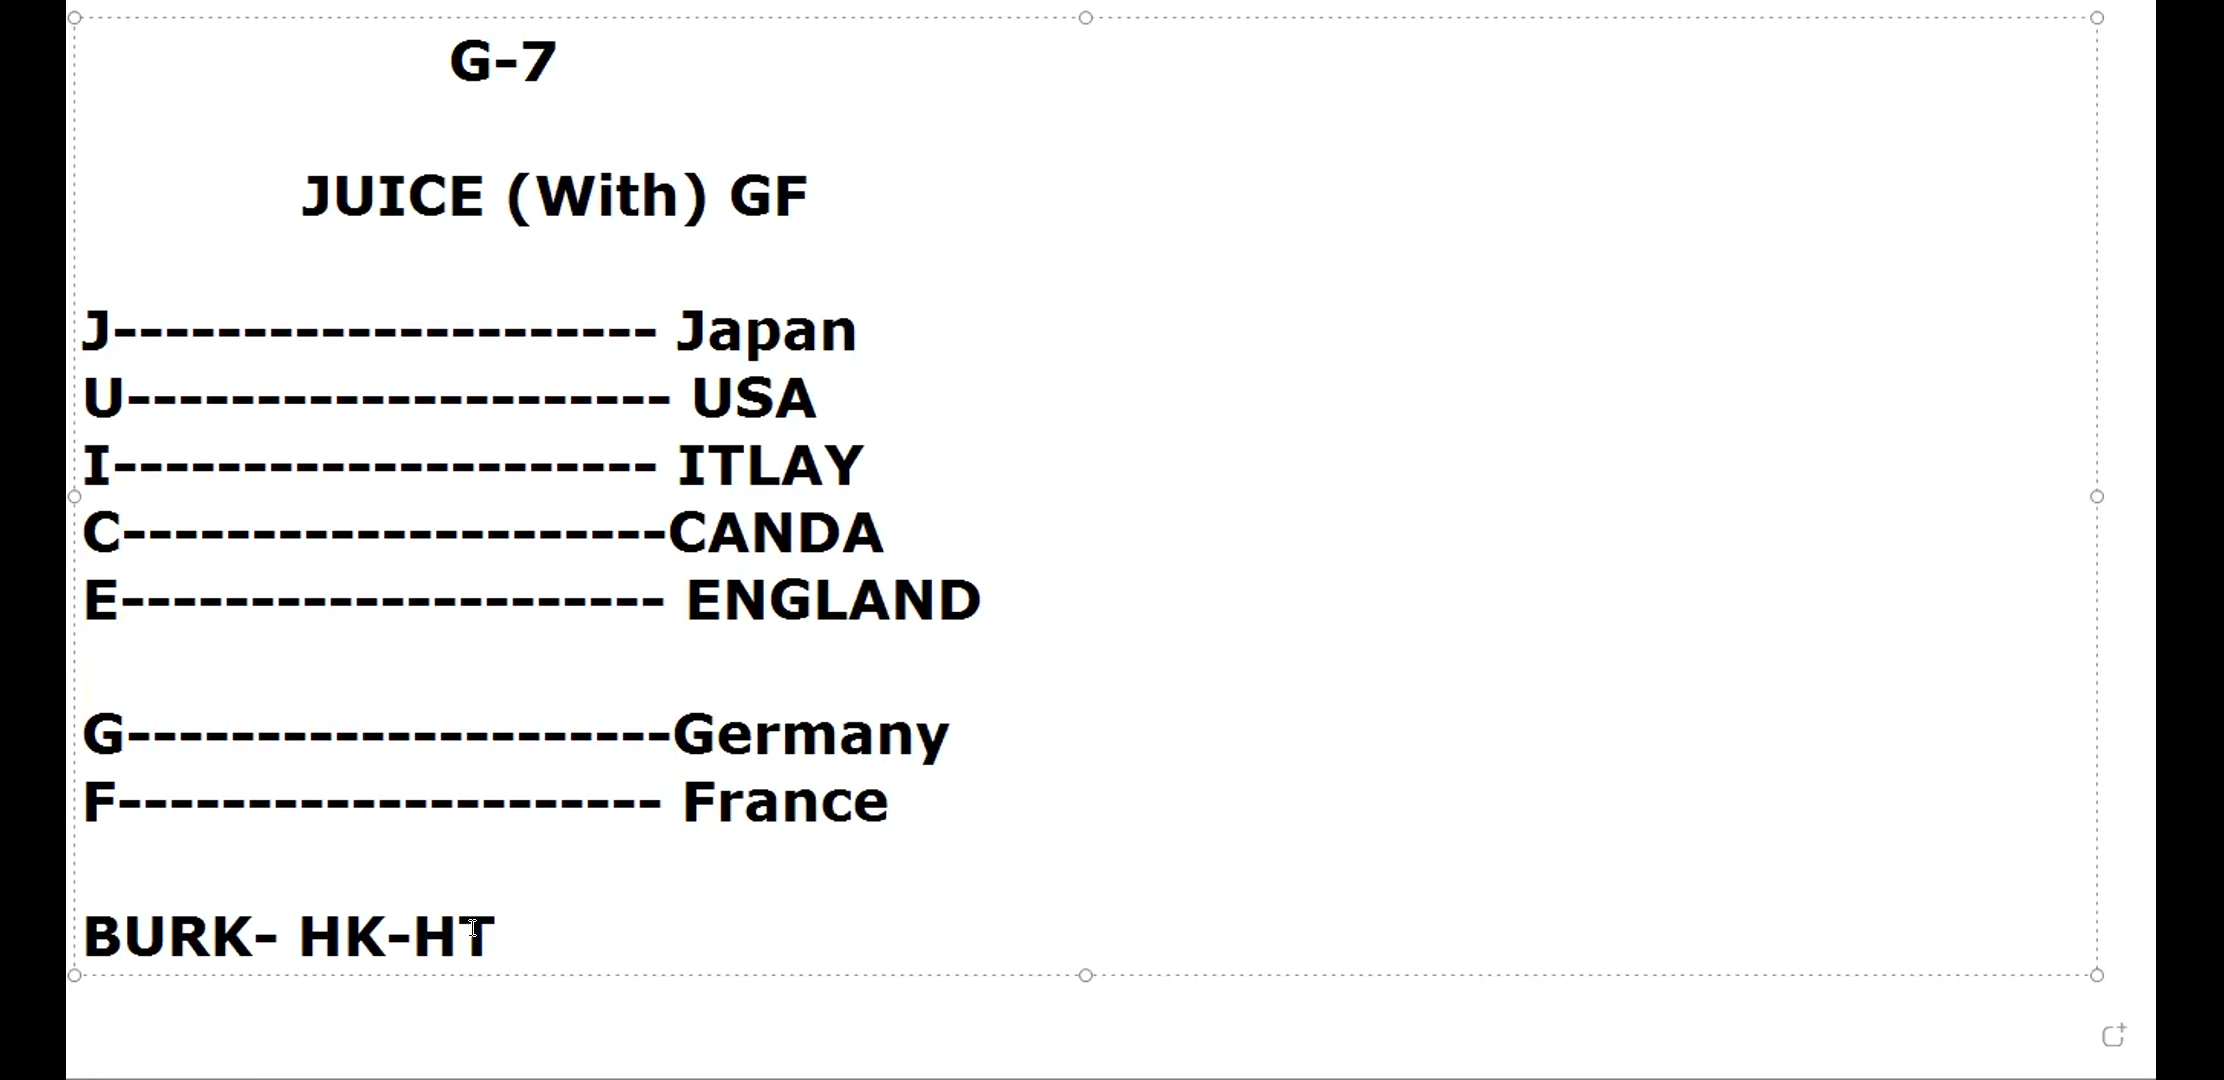 G-7
JUICE (With) GF
J--------------------- Japan
U--------------------- USA
I--------------------- ITLAY
C---------------------CANDA
E--------------------- ENGLAND
G---------------------Germany
F--------------------- France
BURK- HK-HT